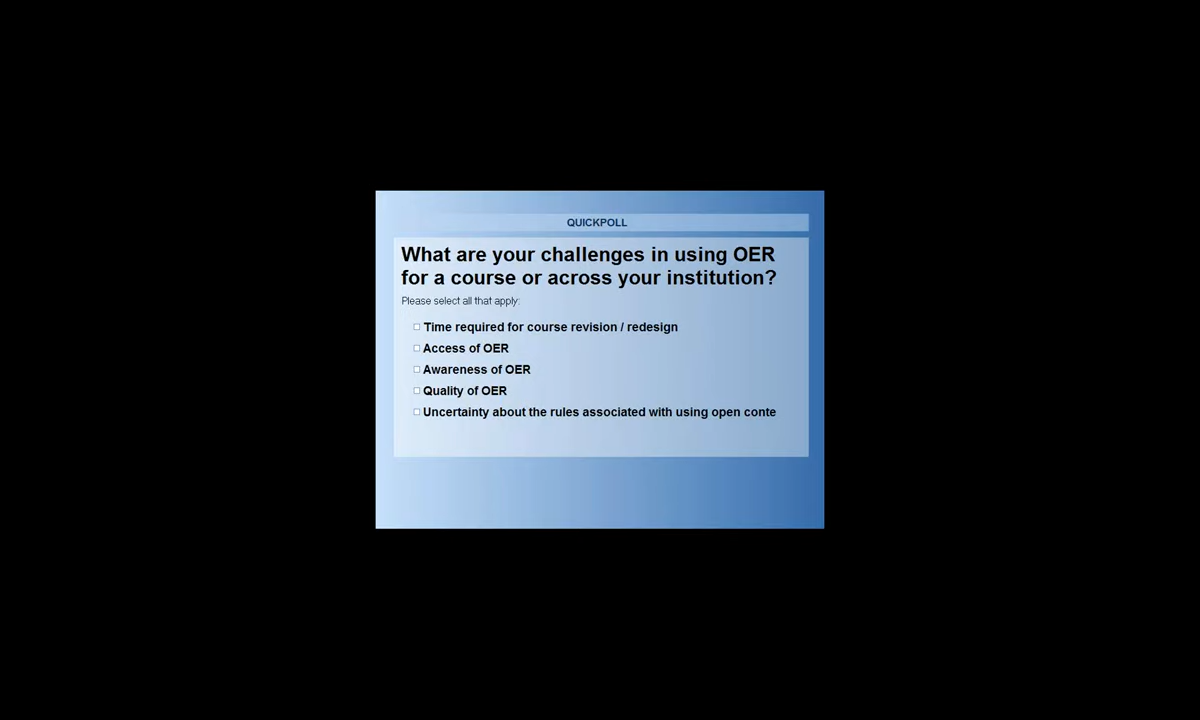 QUICKPOLL
What are your challenges in using OER
for a course or across your institution?
Please select all that apply:
Time required for course revision / redesign
Access of OER
Awareness of OER
Quality of OER
Uncertainty about the rules associated with using open conte